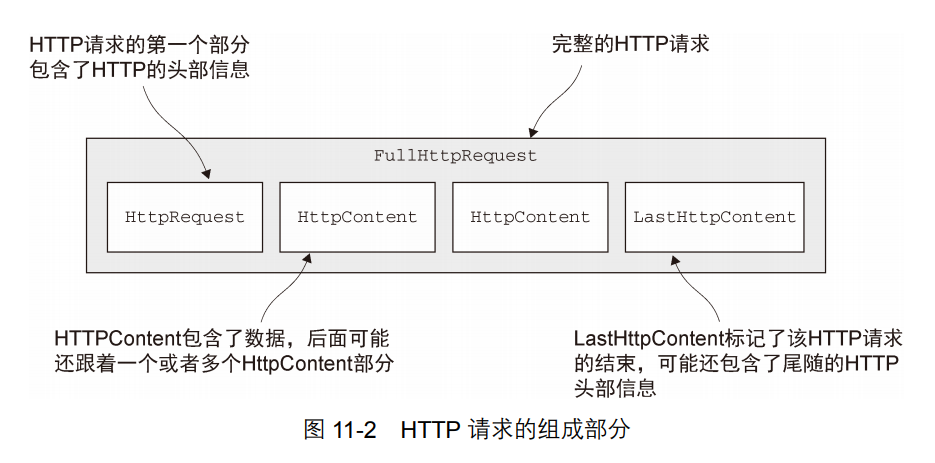 HTTP请求的第一个部分
包含了HTTP的头部信息
完整的HTTP请求
FullHttpRequest
HttpRequest
HttpContent
HttpContent
LastHttpContent
HTTPContent包含了数据，后面可能
还跟着一个或者多个HttpContent部分
LastHttpContent标记了该HTTP请求
的结束，可能还包含了尾随的HTTP
头部信息
图 11-2 HTTP 请求的组成部分